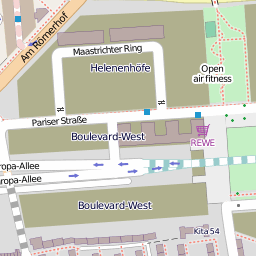 Am Römerhof
Maastrichter Ring
Helenenhöfe
Open
air fitness
Pariser Straße
Boulevard-West
REWE
ropa-Allee
ropa-Allee
Boulevard-West
Kita 54